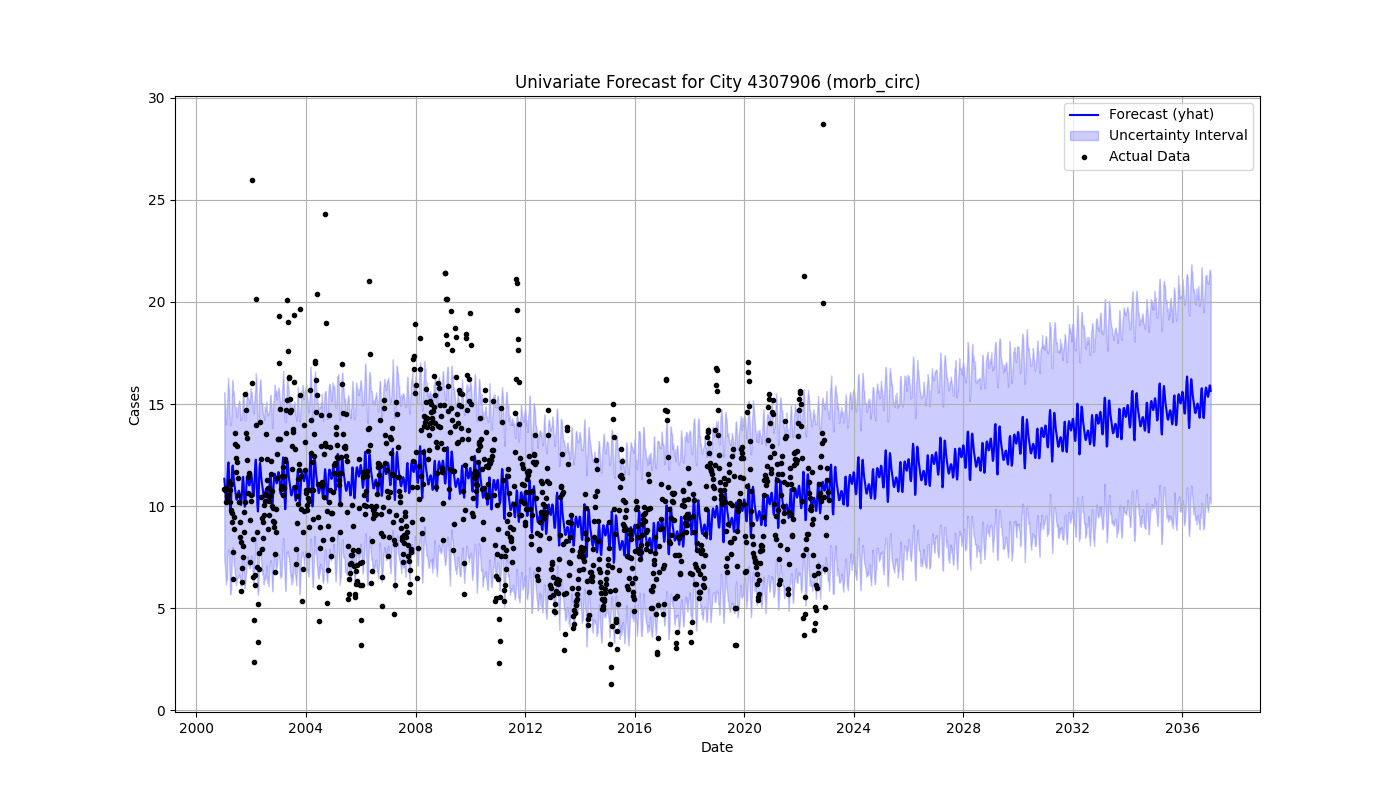 Univariate Forecast for City 4307906 (morb_circ)
Forecast (yhat)
Uncertainty Interval
Actual Data
Cases
30
25
20
15
10
5
0
2000 2004 2008 2012 2016 2020 2024 2028 2032 2036
Date